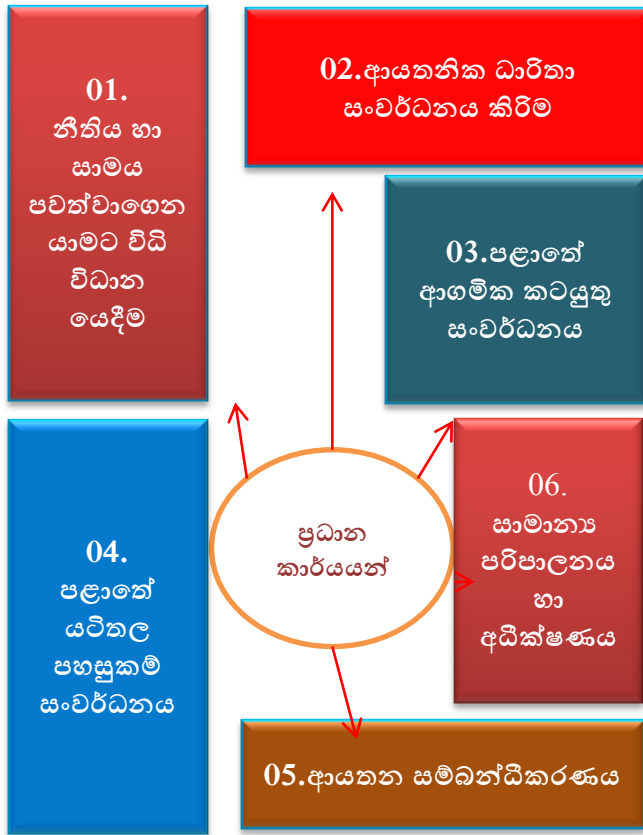 01.
නීතිය හා
සාමය
පවත්වාගෙන
යාමට විධි
විධාන
යෙදීම
02.ආයතනික ධාරිතා
සංවර්ධනය කිරිම
03.පළාතේ
ආගමික කටයුතු
සංවර්ධනය
04.
පළාතේ
යටිතල
පහසුකම්
සංවර්ධනය
ප්‍රධාන
කාර්යයන්
06.
සාමාන්‍ය
පරිපාලනය
හා
අධීක්ෂණය
05.ආයතන සම්බන්ධීකරණය